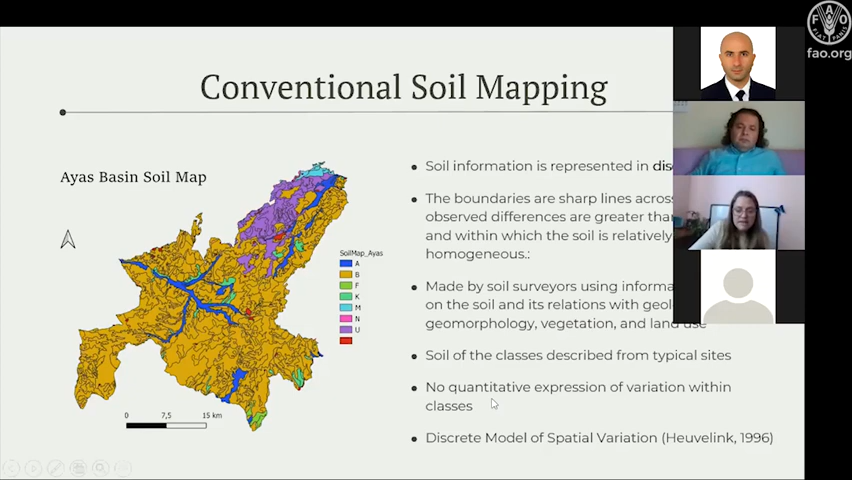 Conventional Soil Mapping
Ayas Basin Soil Map
SoilMap_Ayas
A
B
F
K
M
N
U
0 7,5 15 km
Soil information is represented in
The boundaries are sharp lines across
observed differences are greater than
and within which the soil is relatively
homogeneous.:
Made by soil surveyors using
on the soil and its relations with
geomorphology, vegetation, and land use
Soil of the classes described from typical sites
No quantitative expression of variation within
classes
Discrete Model of Spatial Variation (Heuvelink, 1996)
FAO
FIAT PANIS
fao.org